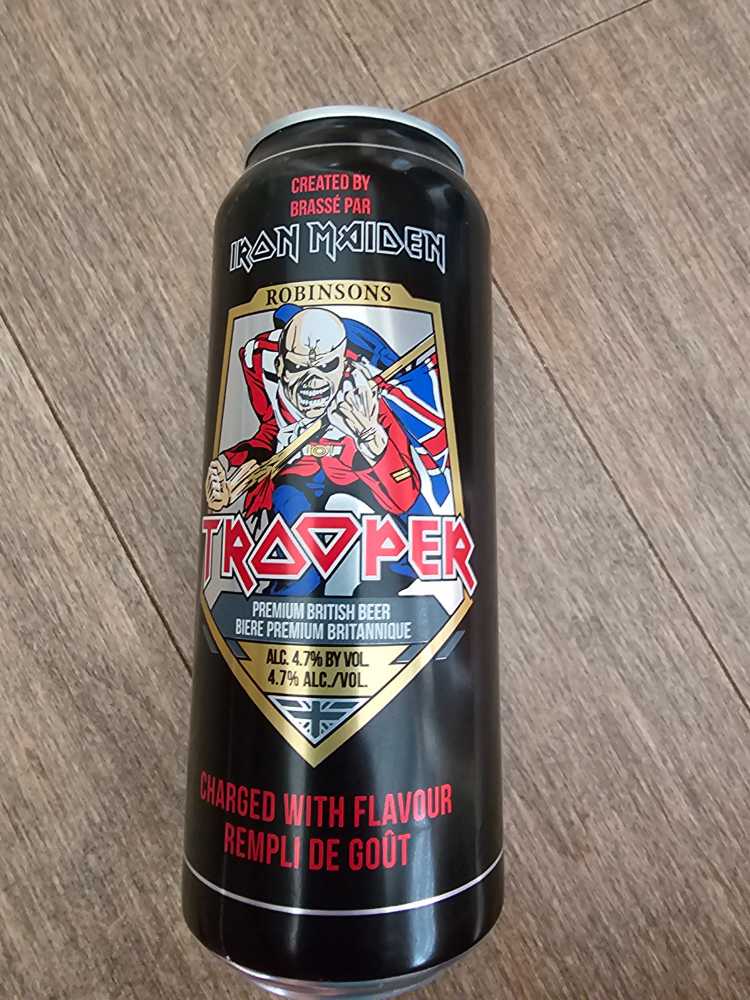 CREATED BY
BRASSÉ PAR
IRON MAIDEN
ROBINSONS
TROOPER
PREMIUM BRITISH BEER
BIERE PREMIUM BRITANNIQUE
ALC. 4.7% BY VOL.
4.7% ALC./VOL.
CHARGED WITH FLAVOUR
REMPLI DE GOÛT